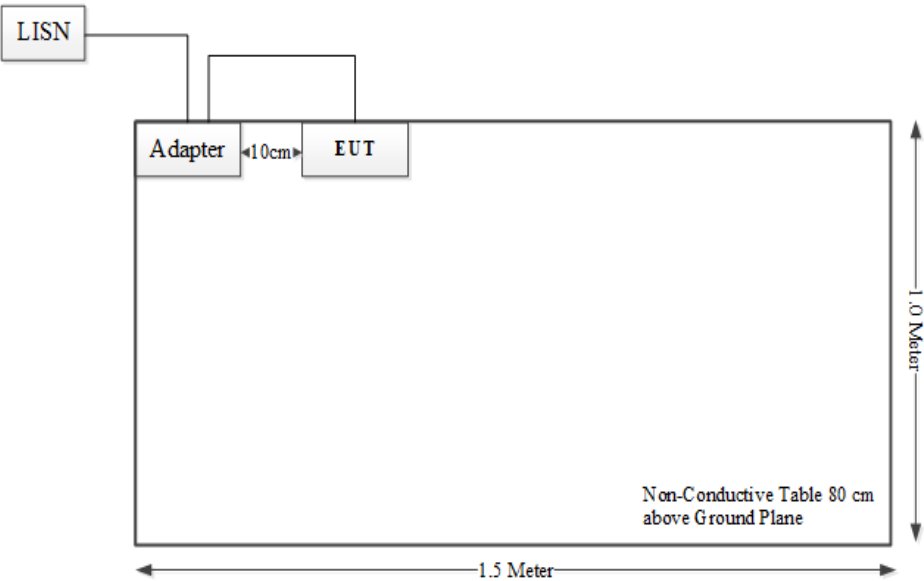 LISN
Adapter
10cm
EUT
1.0 Meter
Non-Conductive Table 80 cm
above Ground Plane
1.5 Meter